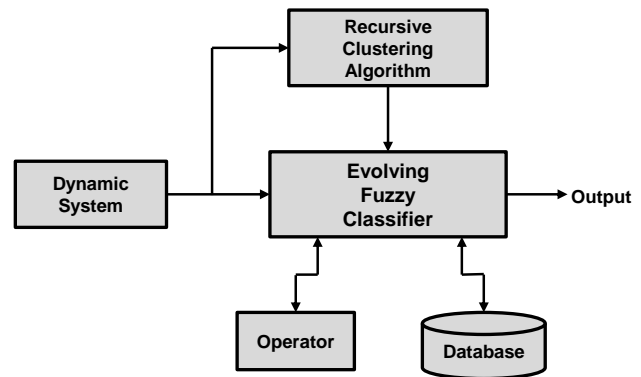 Recursive
Clustering
Algorithm
Dynamic
System
Evolving
Fuzzy
Classifier
Output
Operator
Database